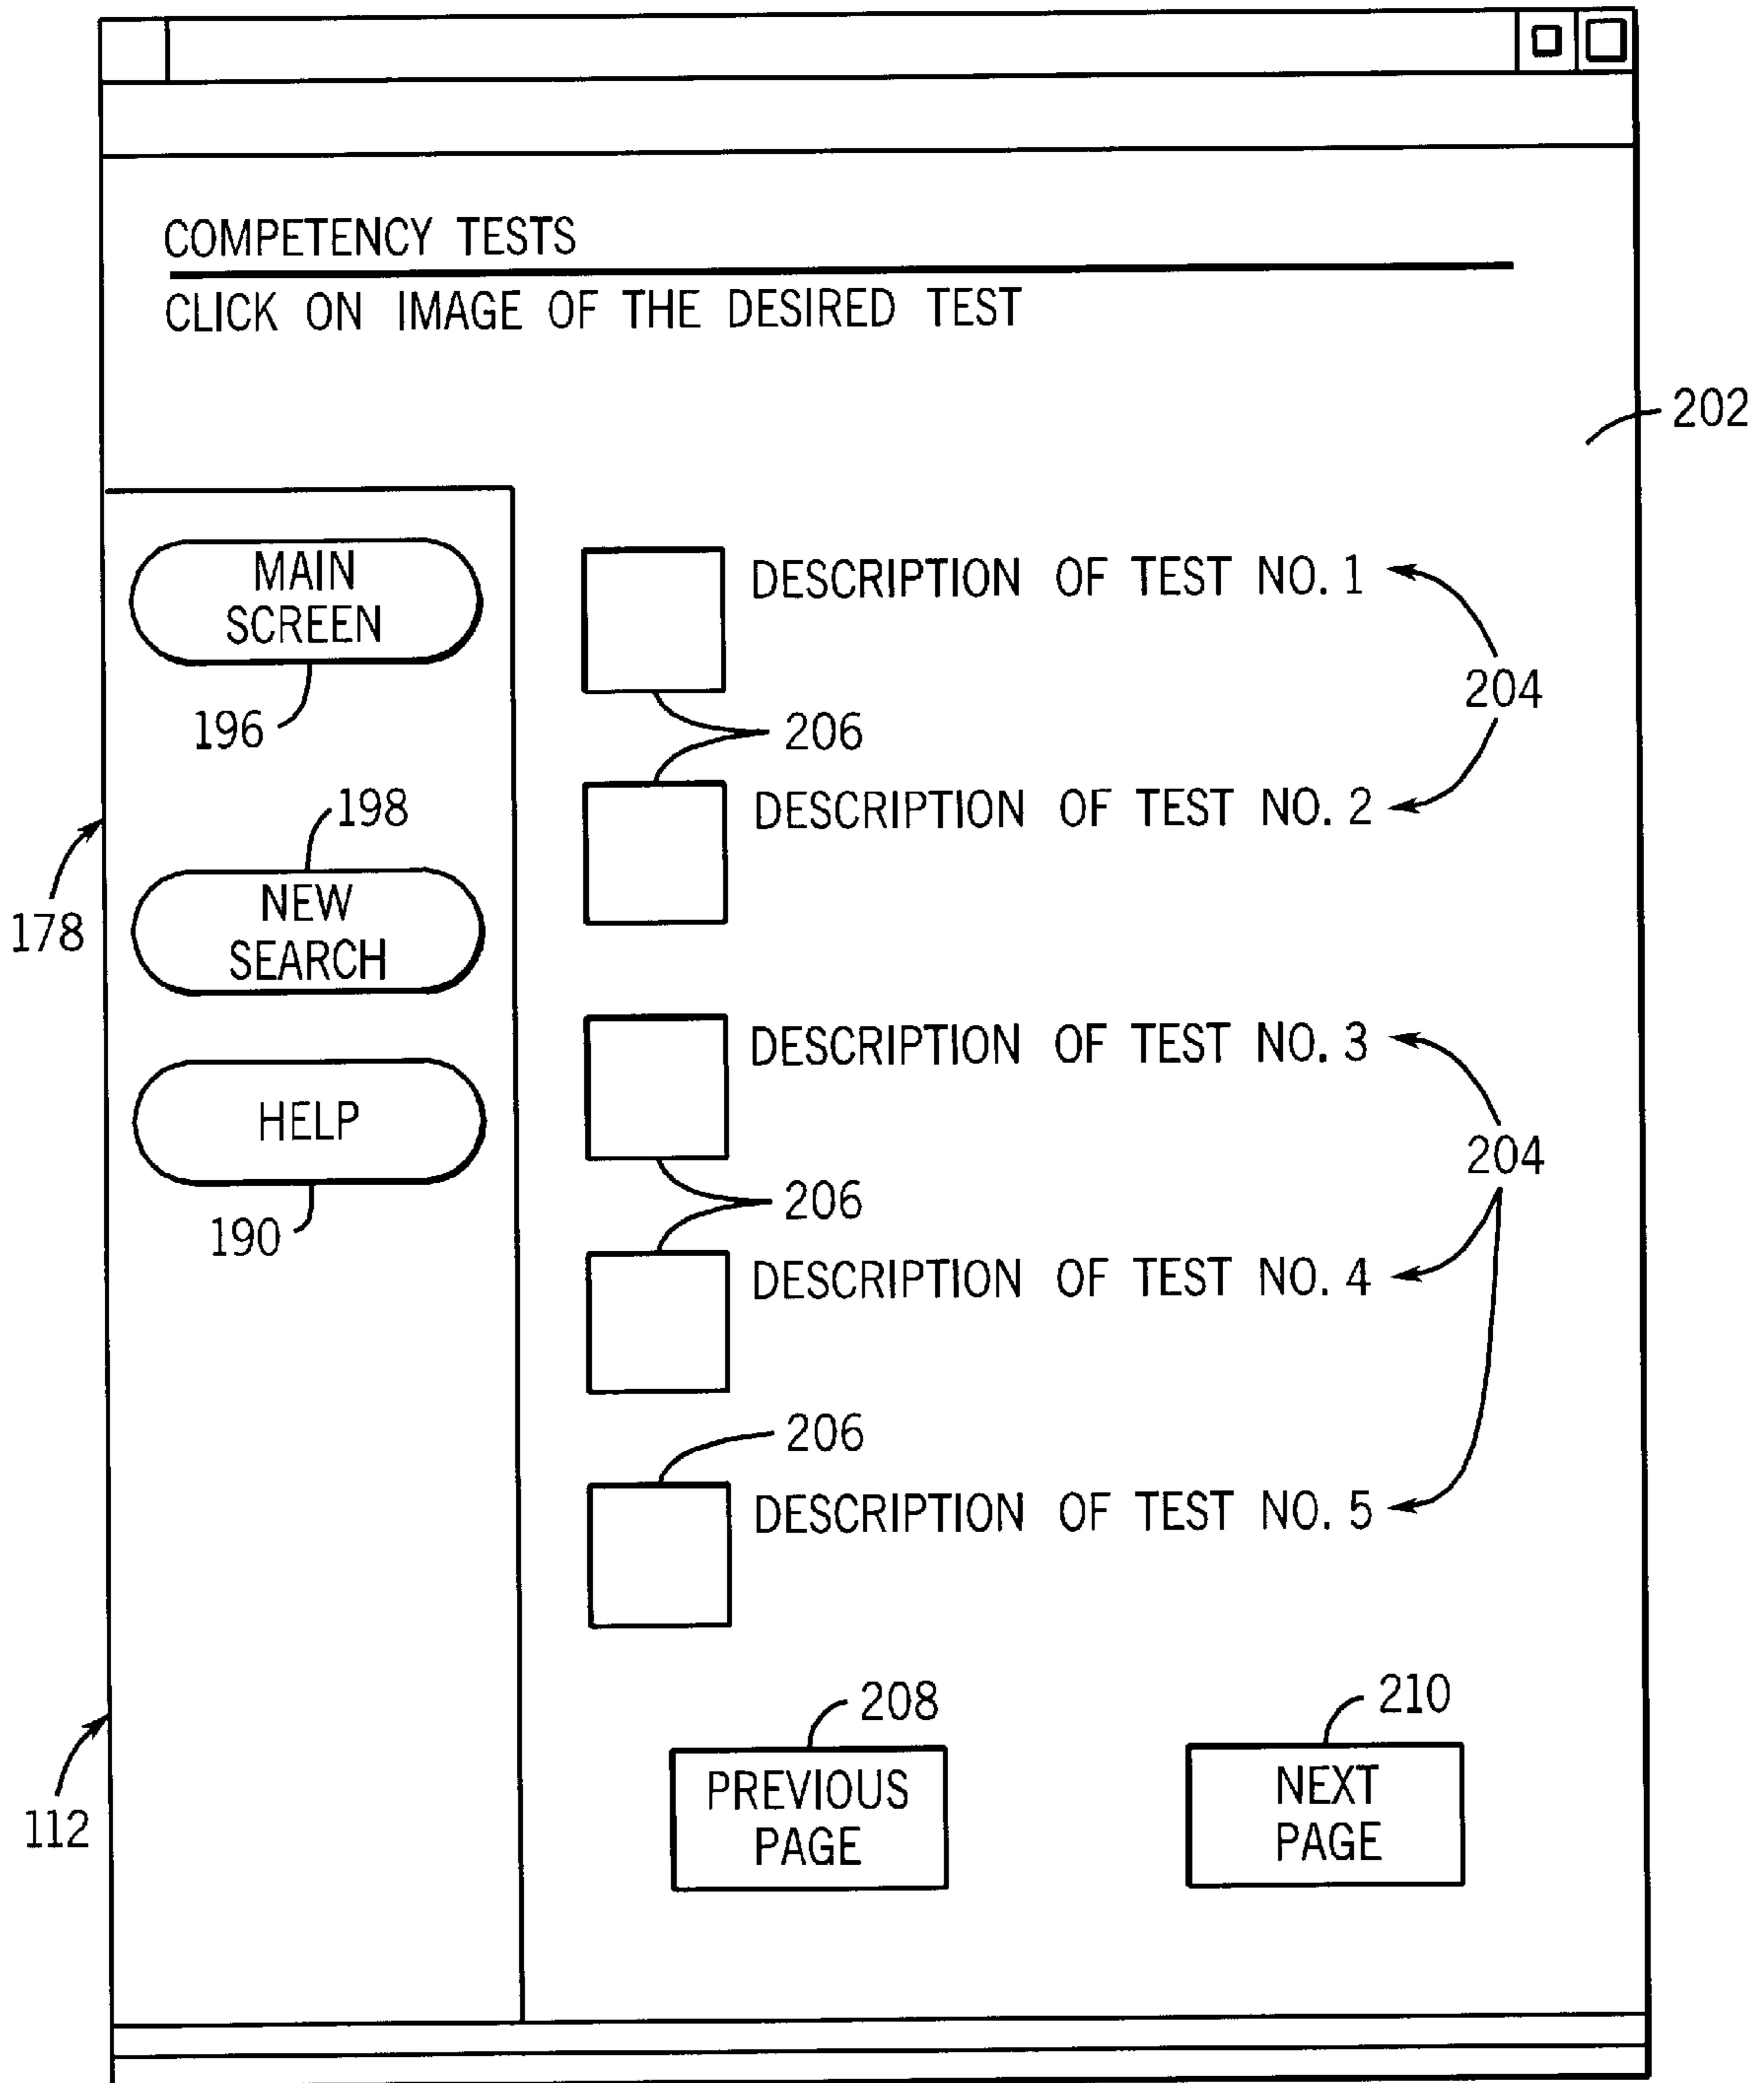 COMPETENCY TESTS
CLICK ON IMAGE OF THE DESIRED TEST
202
MAIN
SCREEN
196
198
NEW
SEARCH
178
HELP
190
112
DESCRIPTION OF TEST NO. 1
204
206
DESCRIPTION OF TEST NO. 2
DESCRIPTION OF TEST NO. 3
204
206
DESCRIPTION OF TEST NO. 4
206
DESCRIPTION OF TEST NO. 5
208
PREVIOUS
PAGE
210
NEXT
PAGE